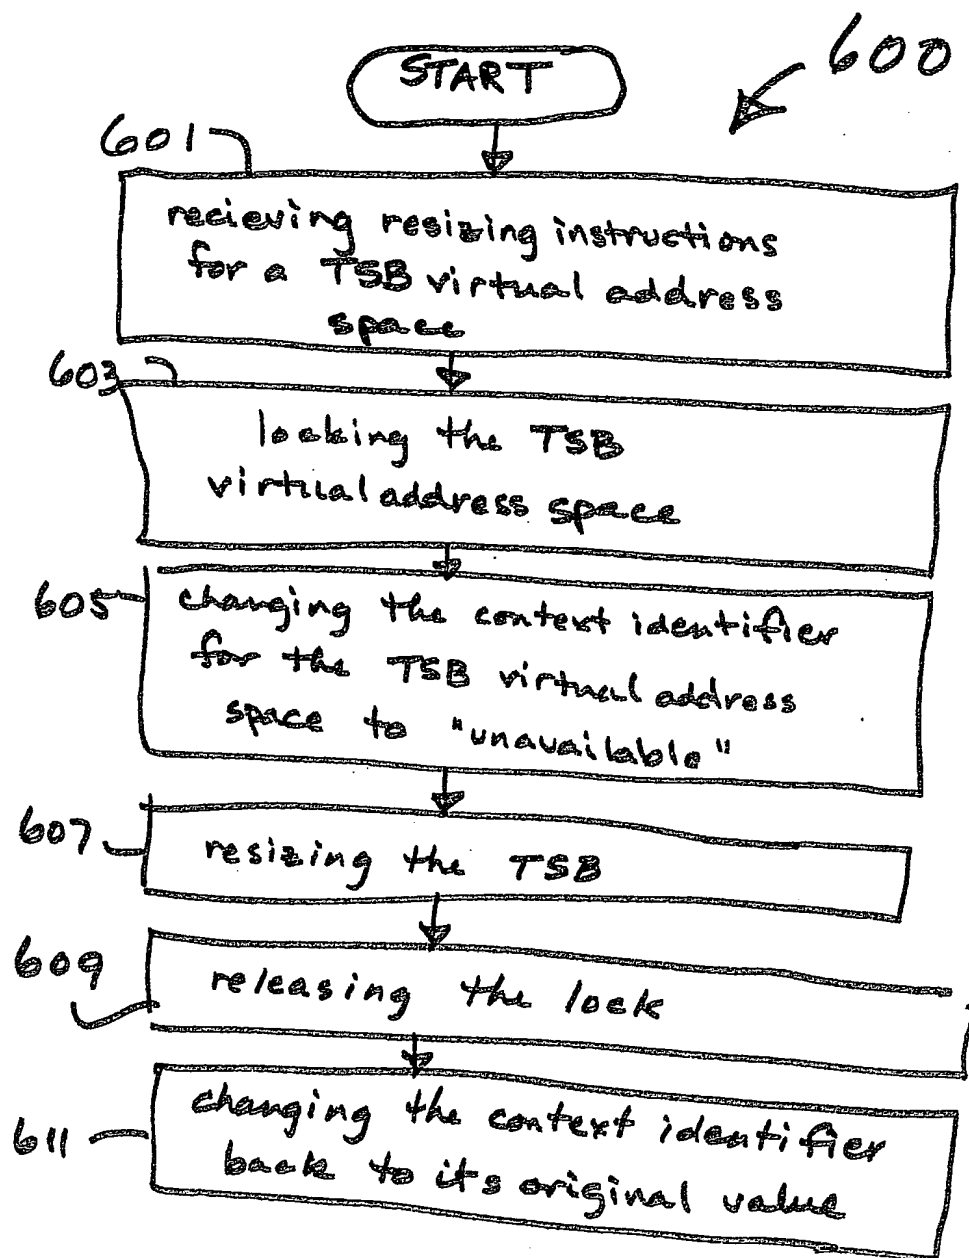 START
600
601
recieving resizing instructions
for a TSB virtual address
space
603
locking the TSB
virtual address space
605
changing the context identifier
for the TSB virtual address
space to "unavailable"
607
resizing the TSB
609
releasing the lock
611
changing the context identifier
back to its original value